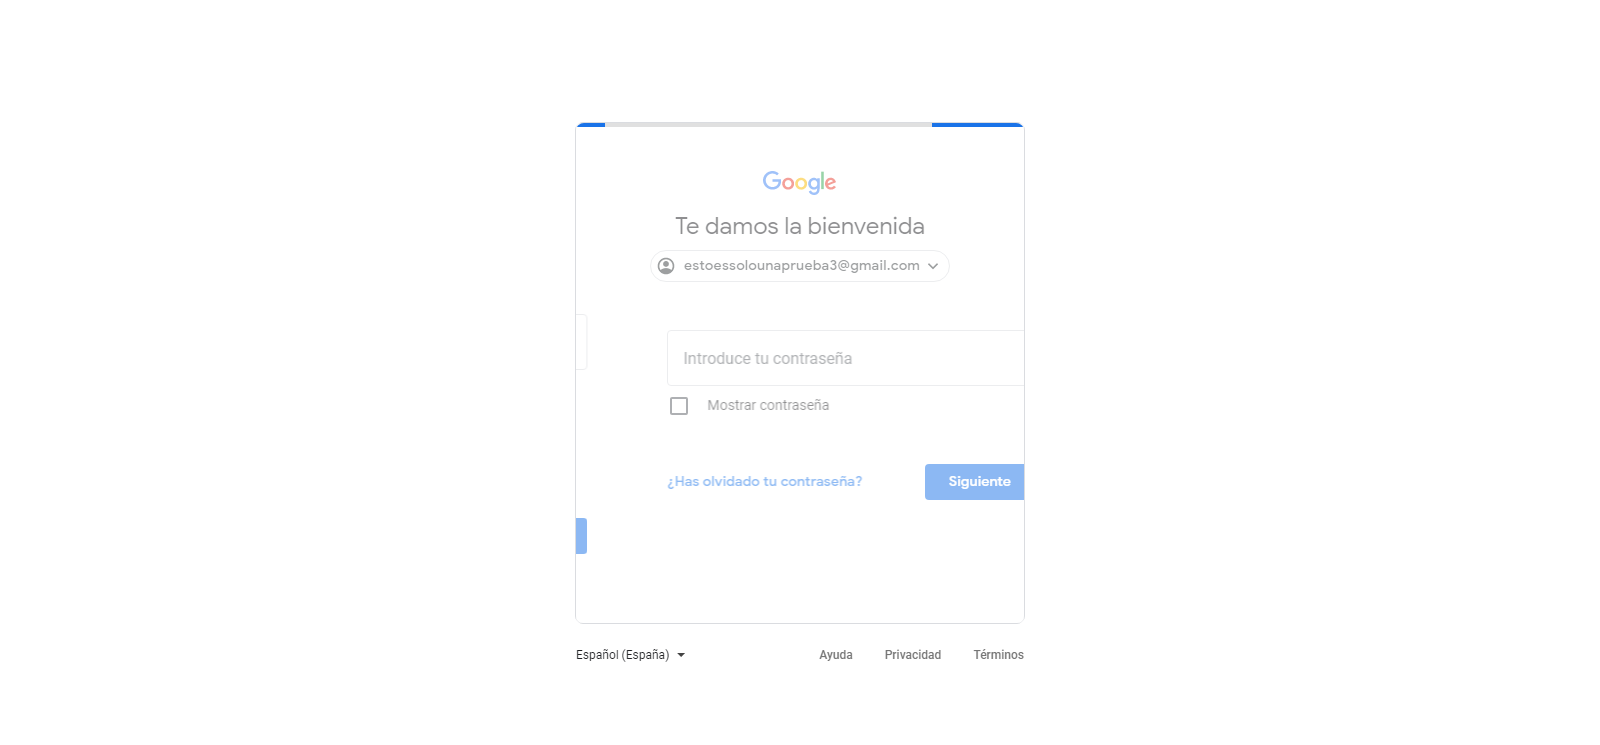 Google
Te damos la bienvenida
estoessolounaprueba3@gmail.com
Introduce tu contraseña
Mostrar contraseña
¿Has olvidado tu contraseña?
Siguiente
Español (España)
Ayuda
Privacidad
Términos